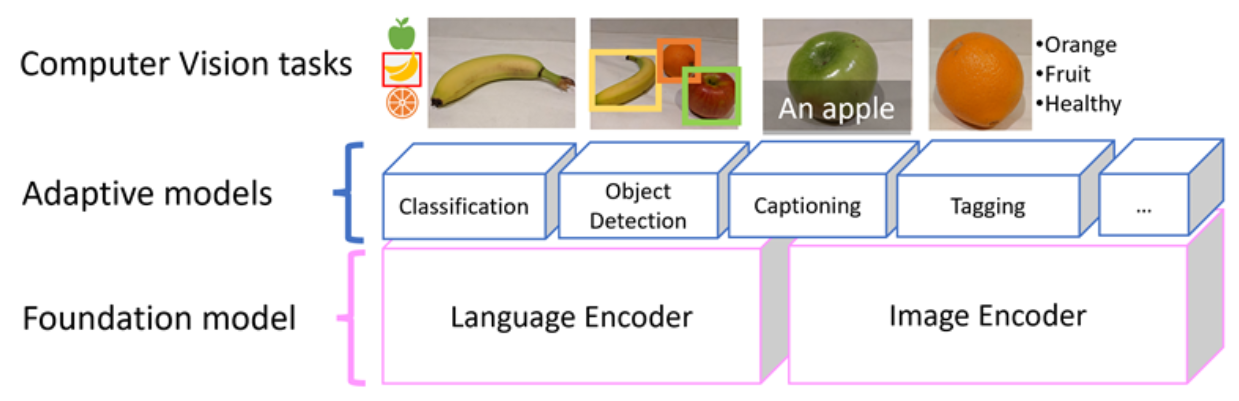 Computer Vision tasks
An apple
•Orange
•Fruit
•Healthy
Adaptive models
Classification
Object
Detection
Captioning
Tagging
...
Foundation model
Language Encoder
Image Encoder